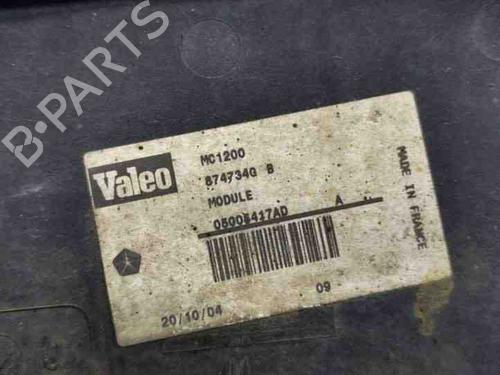 B-PARTS
Valeo
MC1200
874734G B
MODULE
05005417AD A
MADE IN FRANCE
20/10/04
09